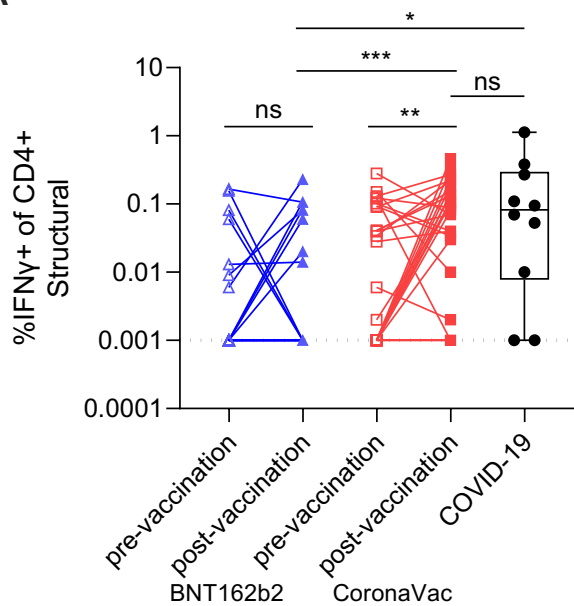 *
***
ns
ns
**
10
1
0.1
0.01
0.001
0.0001
%IFNγ+ of CD4+
Structural
pre-vaccination
post-vaccination
pre-vaccination
post-vaccination
COVID-19
BNT162b2
CoronaVac